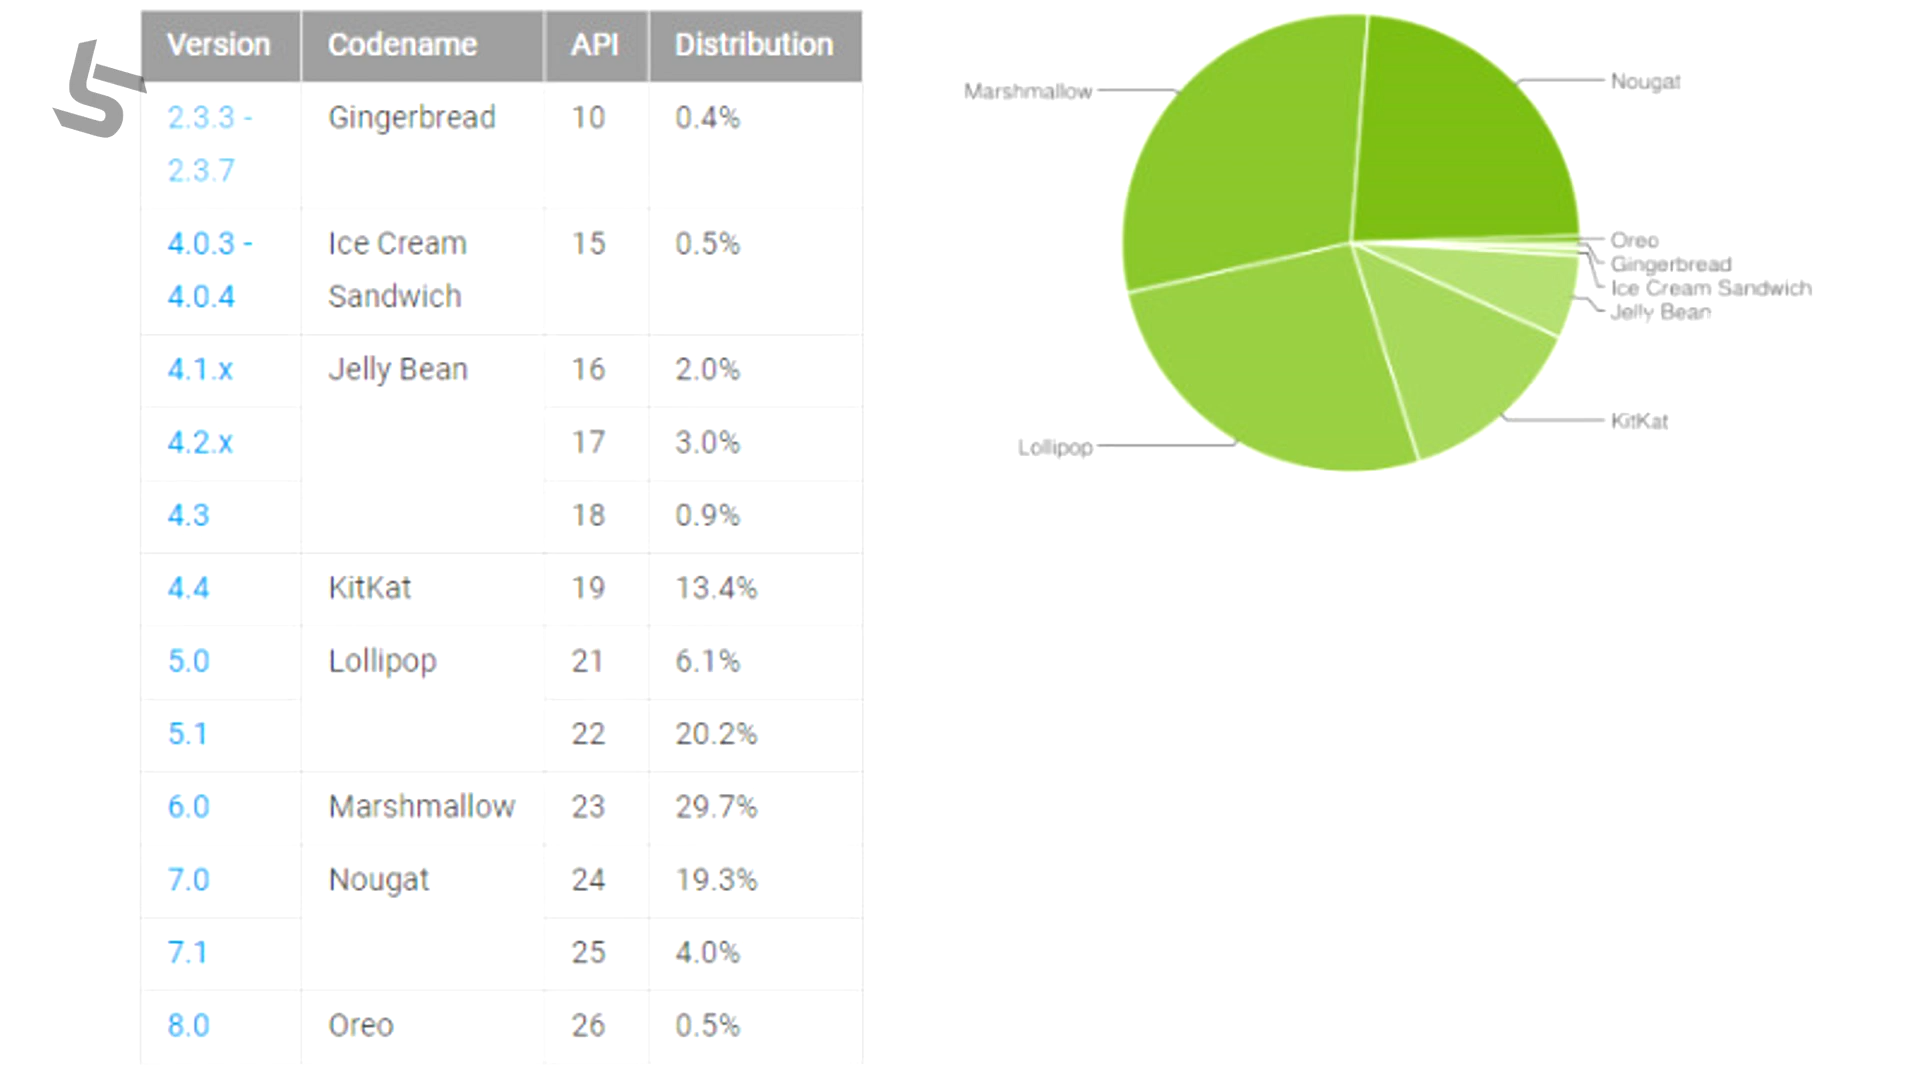 Version Codename API Distribution
2.3.3 - Gingerbread 10 0.4%
2.3.7
4.0.3 - Ice Cream 15 0.5%
4.0.4 Sandwich
4.1.x Jelly Bean 16 2.0%
4.2.x 17 3.0%
4.3 18 0.9%
4.4 KitKat 19 13.4%
5.0 Lollipop 21 6.1%
5.1 22 20.2%
6.0 Marshmallow 23 29.7%
7.0 Nougat 24 19.3%
7.1 25 4.0%
8.0 Oreo 26 0.5%
Marshmallow
Nougat
Oreo
Gingerbread
Ice Cream Sandwich
Jelly Bean
KitKat
Lollipop